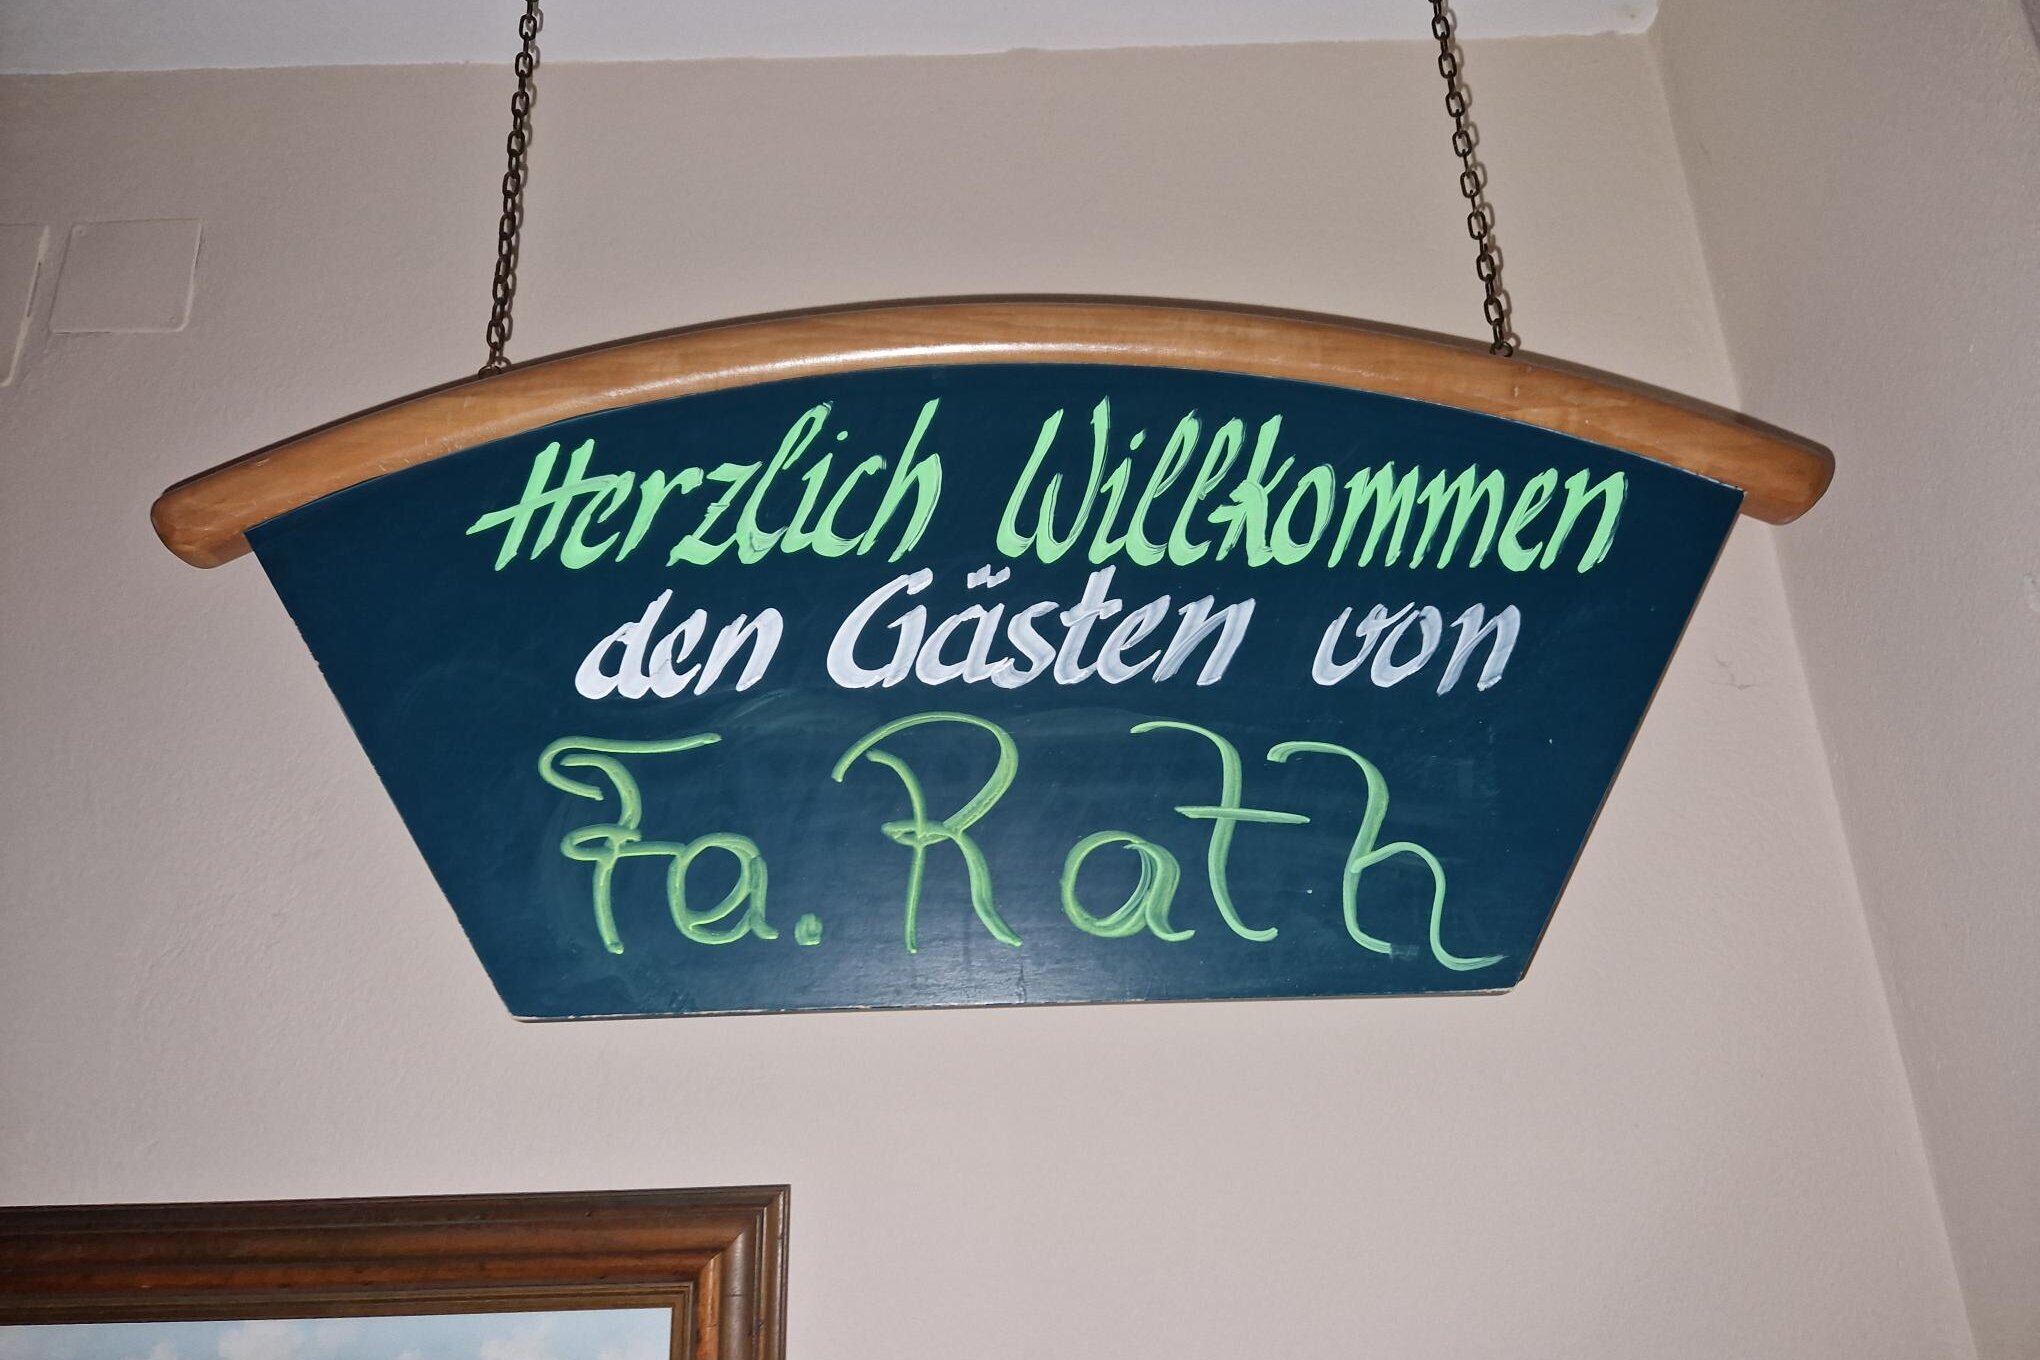 Herzlich Willkommen
den Gästen von
Fa. Rath